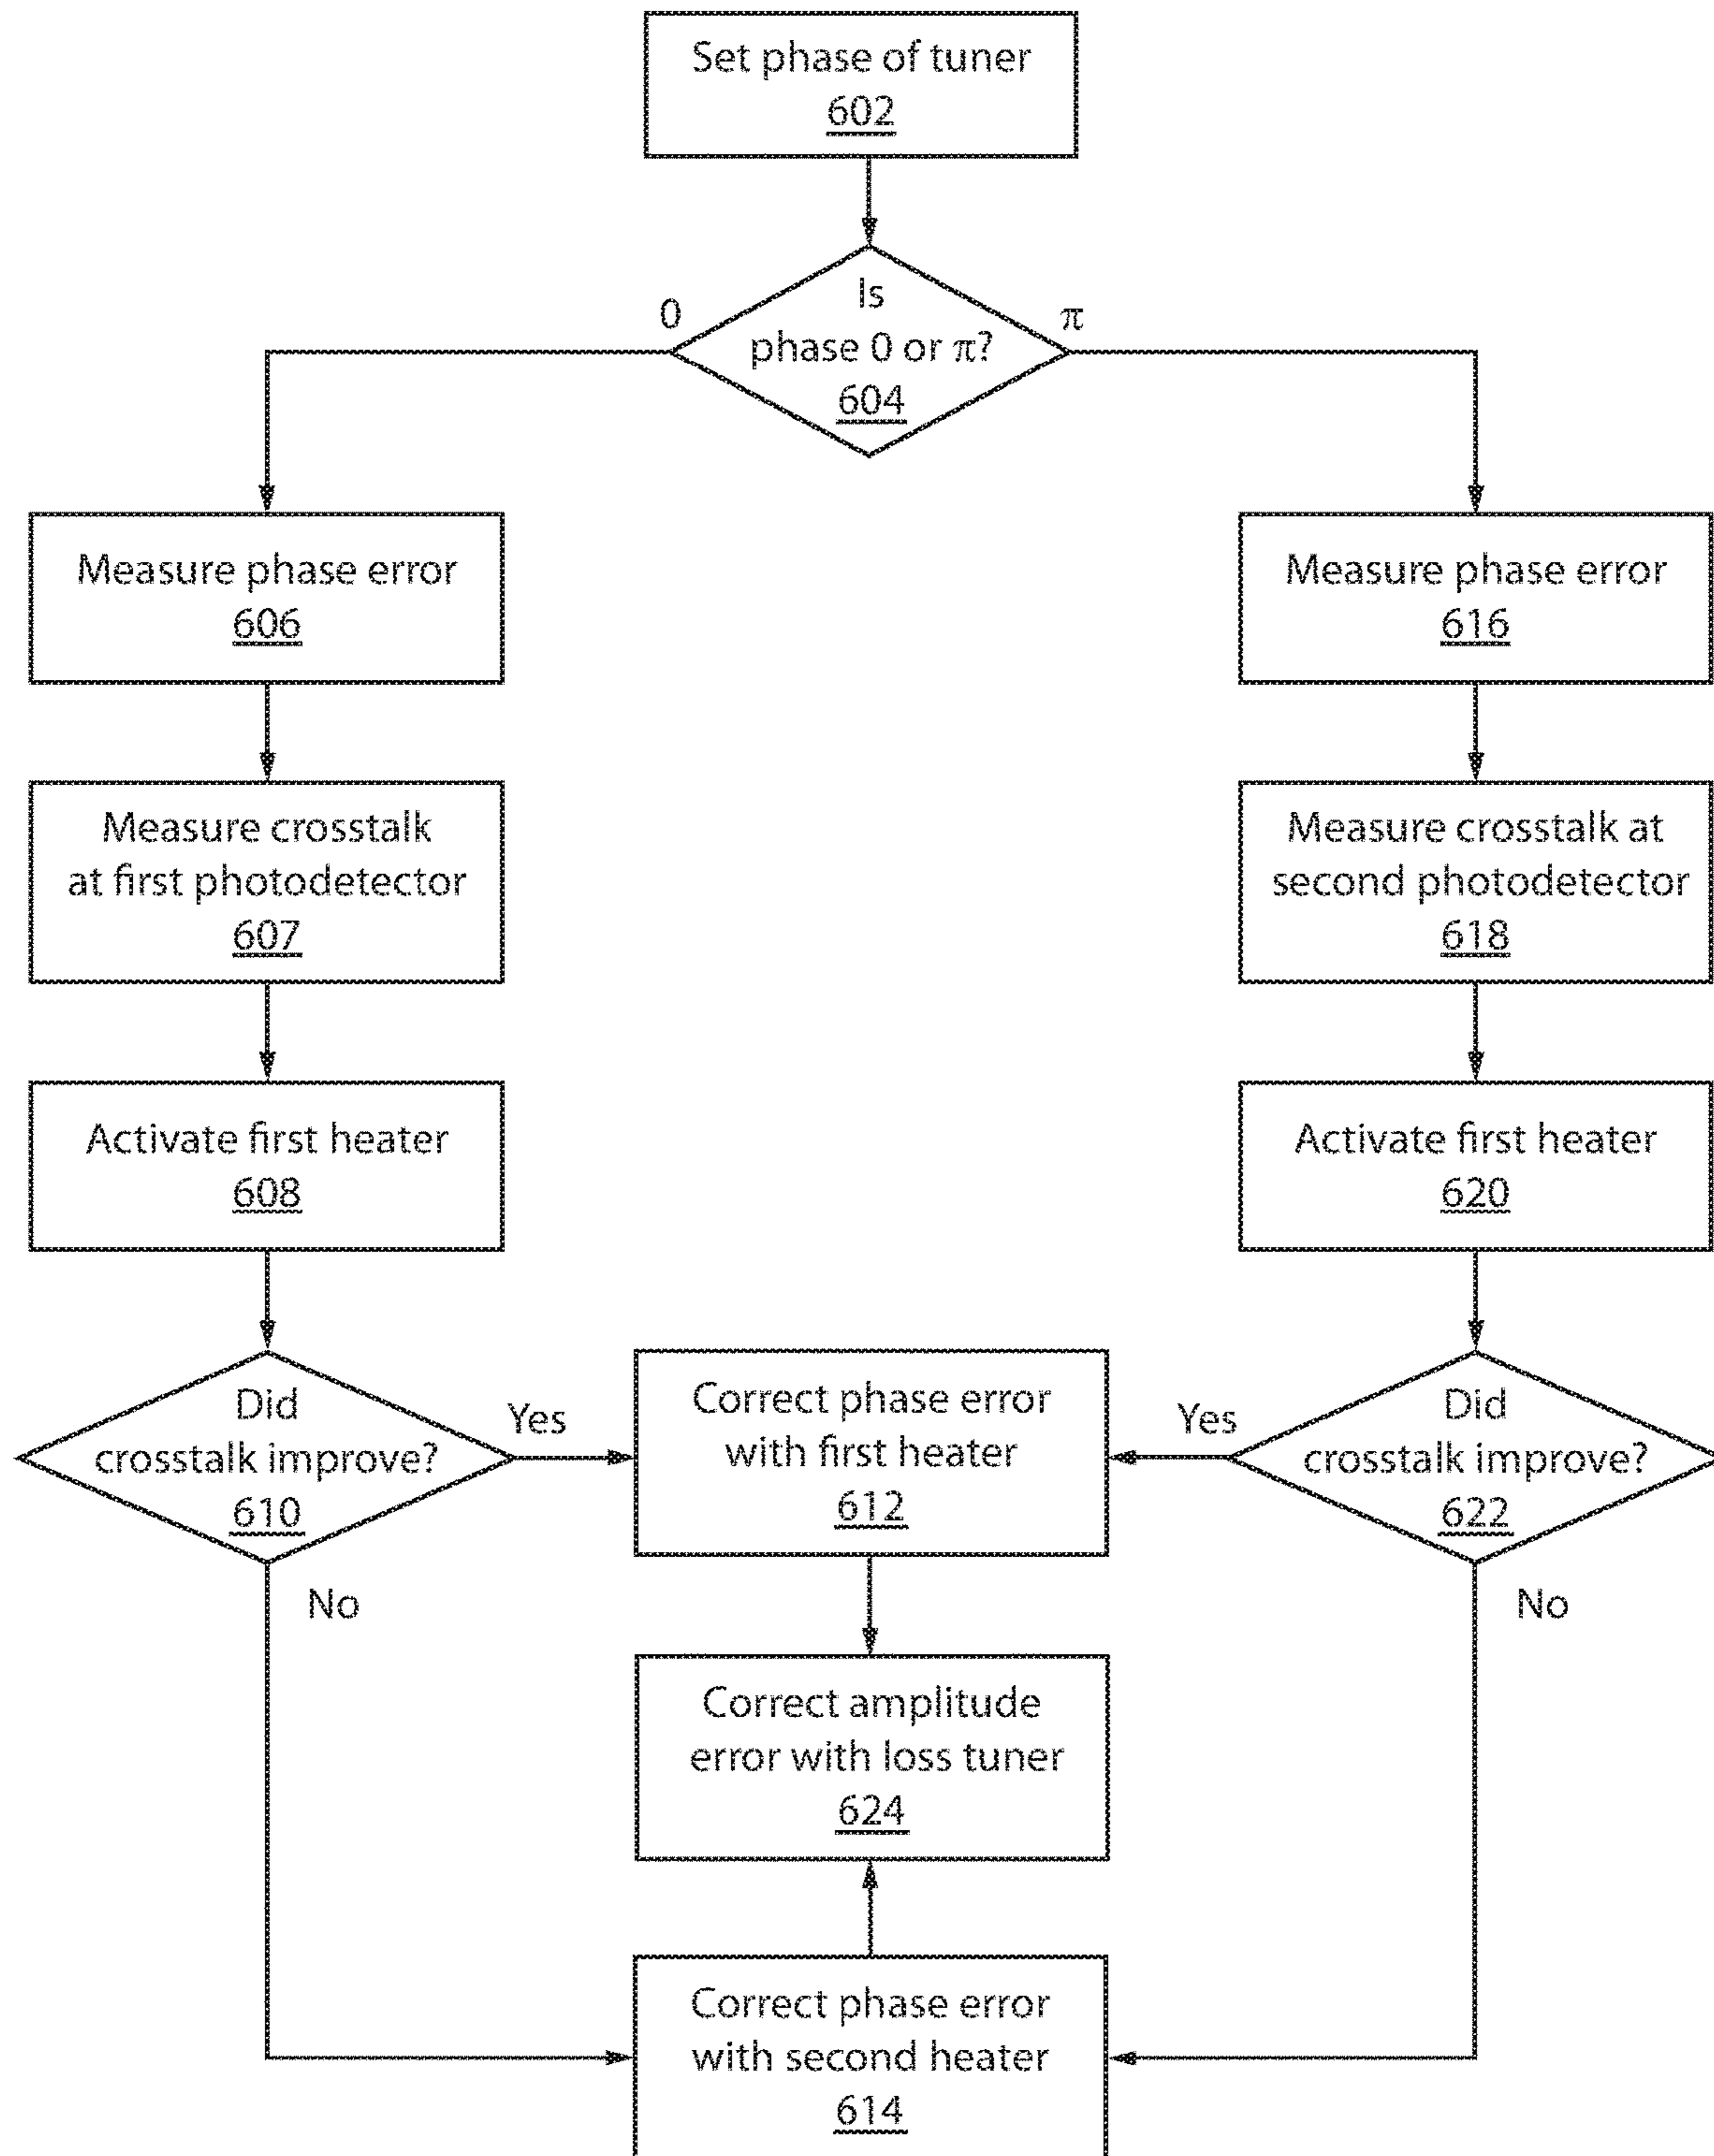 Set phase of tuner
602
Is
phase 0 or π?
604
0
π
Measure phase error
606
Measure phase error
616
Measure crosstalk
at first photodetector
607
Measure crosstalk at
second photodetector
618
Activate first heater
608
Activate first heater
620
Did
crosstalk improve?
610
Yes
No
Correct phase error
with first heater
612
Did
crosstalk improve?
622
Yes
No
Correct amplitude
error with loss tuner
624
Correct phase error
with second heater
614